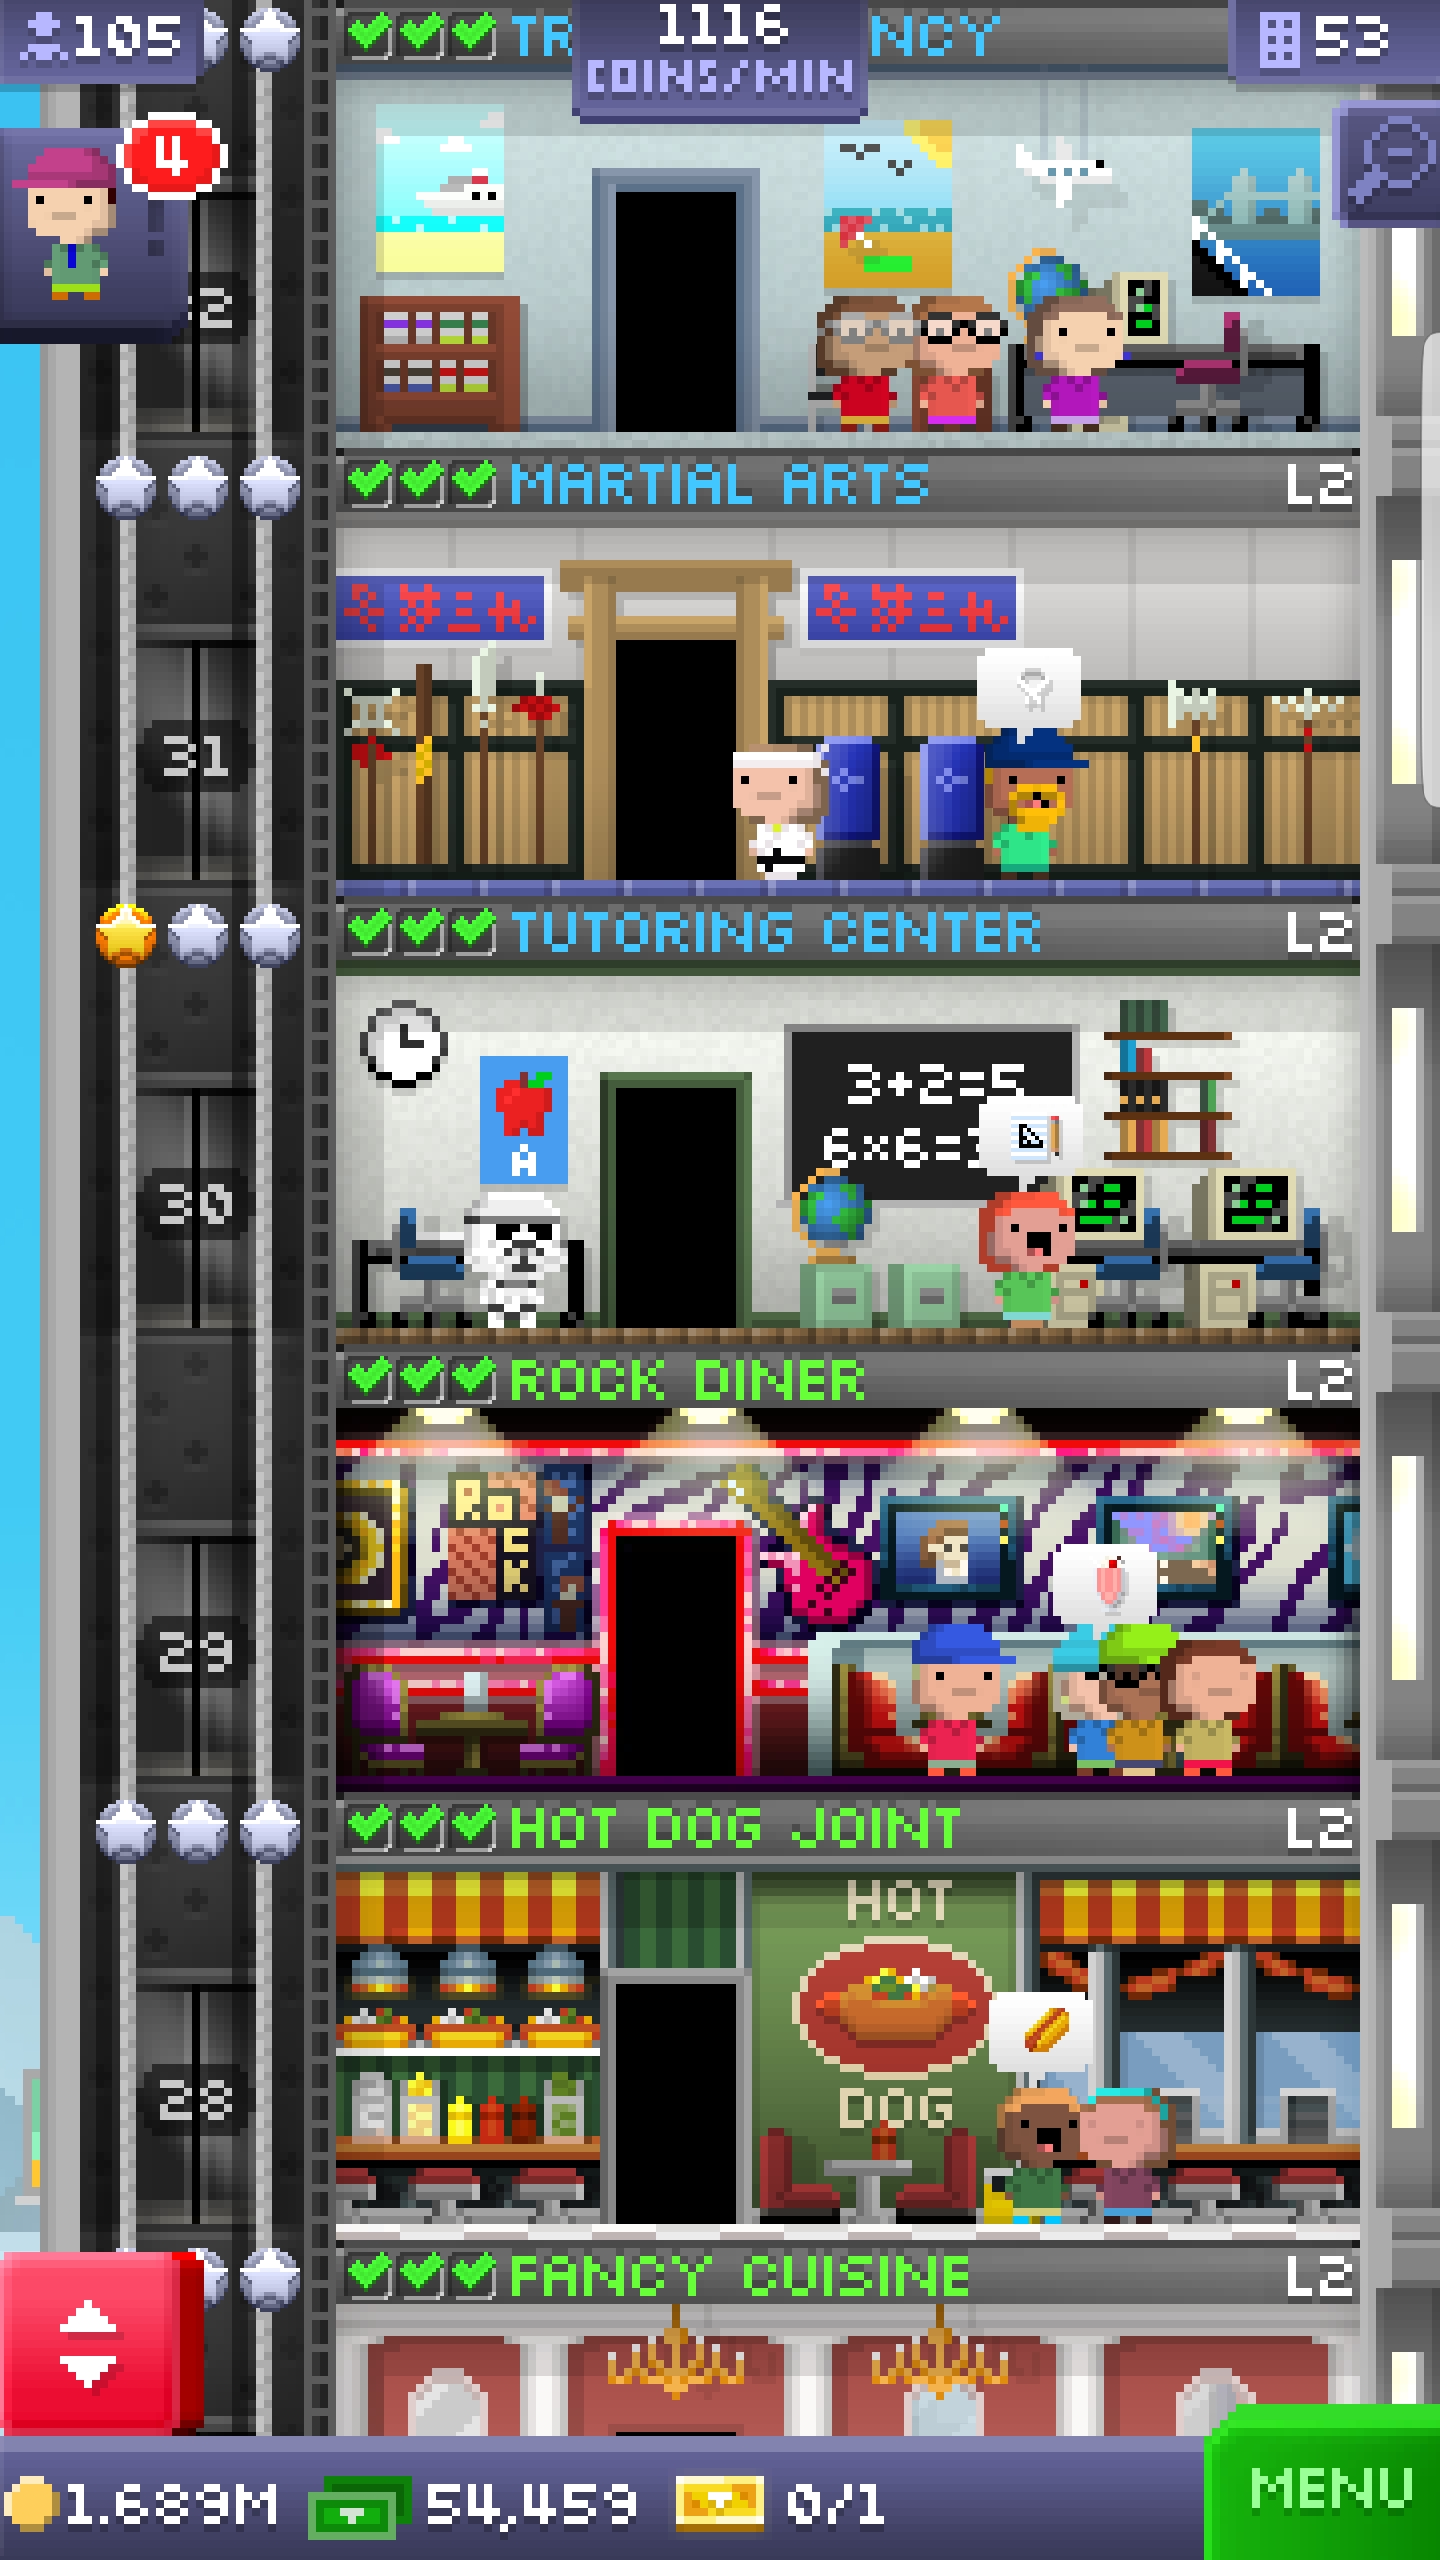 105
TR NCY
1116
COINS/MIN
53
4
2
MARTIAL ARTS L2
31
TUTORING CENTER L2
3+2=5
6×6=
A
30
ROCK DINER L2
ROCK
29
HOT DOG JOINT L2
HOT
DOG
28
FANCY CUISINE L2
1.689M 54,459 0/1
MENU